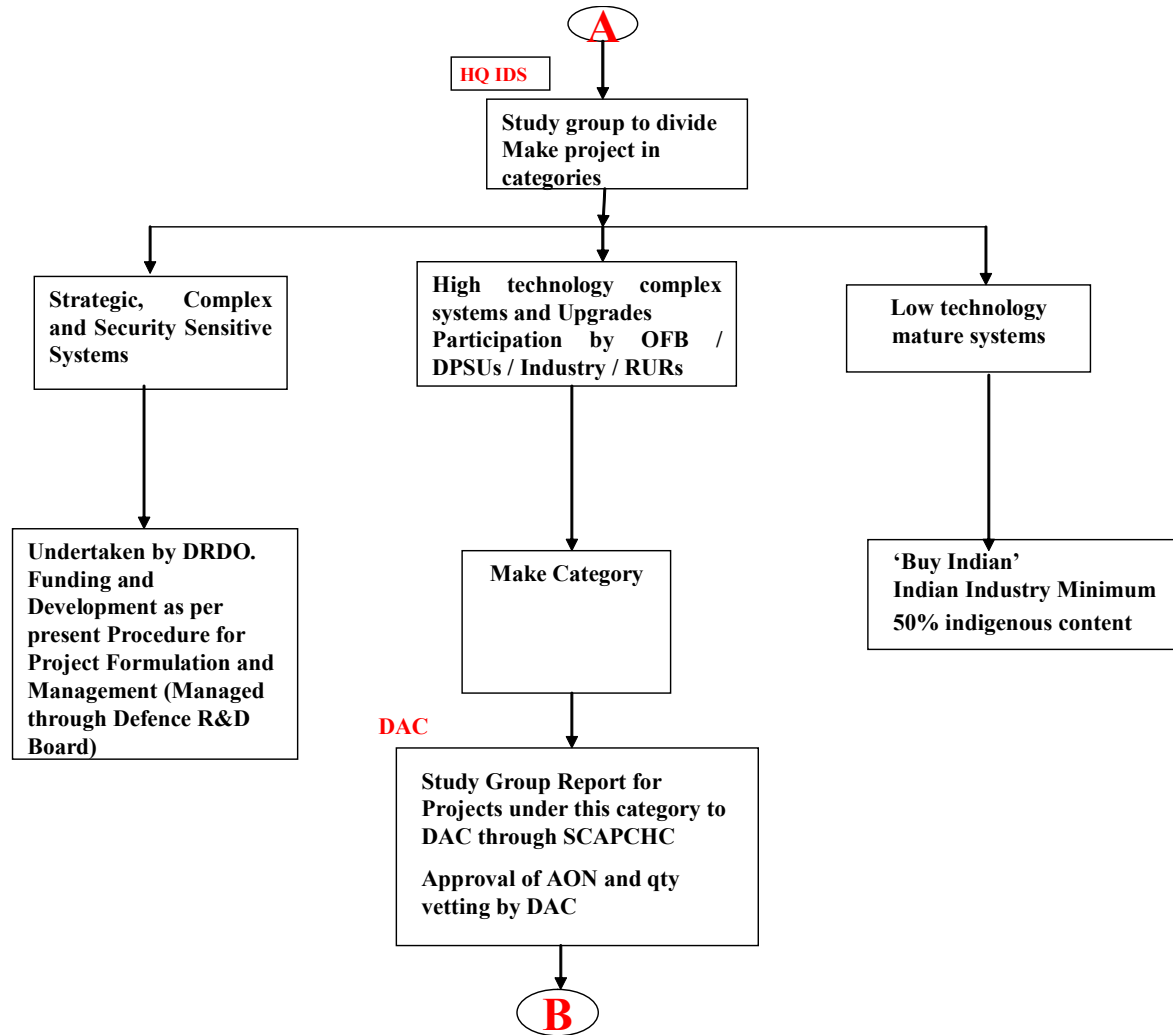 A
HQ IDS
Study group to divide
Make project in
categories
Strategic, Complex
and Security Sensitive
Systems
High technology complex
systems and Upgrades
Participation by OFB /
DPSUs / Industry / RURs
Low technology
mature systems
Undertaken by DRDO.
Funding and
Development as per
present Procedure for
Project Formulation and
Management (Managed
through Defence R&D
Board)
Make Category
‘Buy Indian’
Indian Industry Minimum
50% indigenous content
DAC
Study Group Report for
Projects under this category to
DAC through SCAPCHC
Approval of AON and qty
vetting by DAC
B